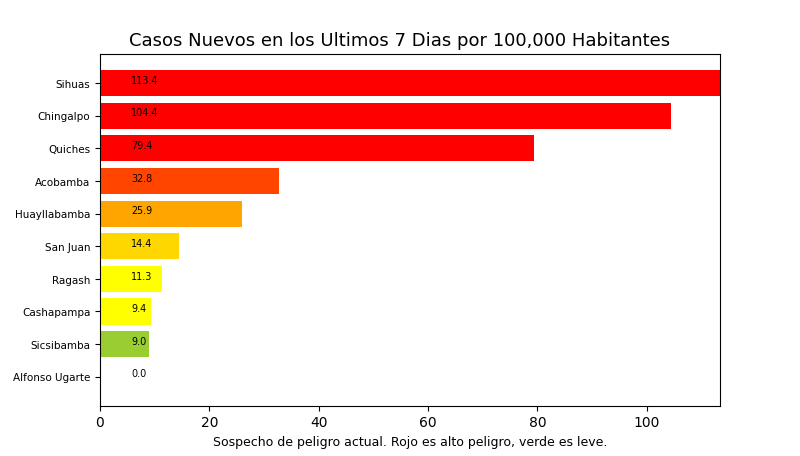 Casos Nuevos en los Ultimos 7 Dias por 100,000 Habitantes
Sihuas 113.4
Chingalpo 104.4
Quiches 79.4
Acobamba 32.8
Huayllabamba 25.9
San Juan 14.4
Ragash 11.3
Cashapampa 9.4
Sicsibamba 9.0
Alfonso Ugarte 0.0
0 20 40 60 80 100
Sospecho de peligro actual. Rojo es alto peligro, verde es leve.